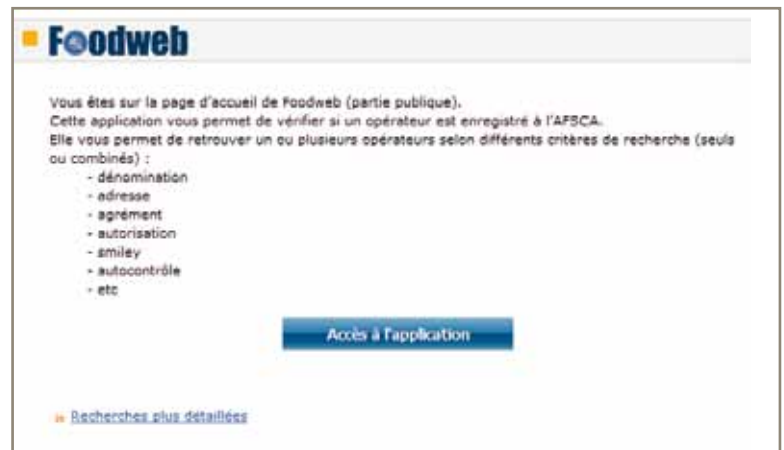 Foodweb
Vous êtes sur la page d'accueil de Foodweb (partie publique).
Cette application vous permet de vérifier si un opérateur est enregistré à l'AFSCA.
Elle vous permet de retrouver un ou plusieurs opérateurs selon différents critères de recherche (seuls
ou combinés) :
- dénomination
- adresse
- agrément
- autorisation
- smiley
- autocontrôle
- etc
Accès à l'application
Recherches plus détaillées